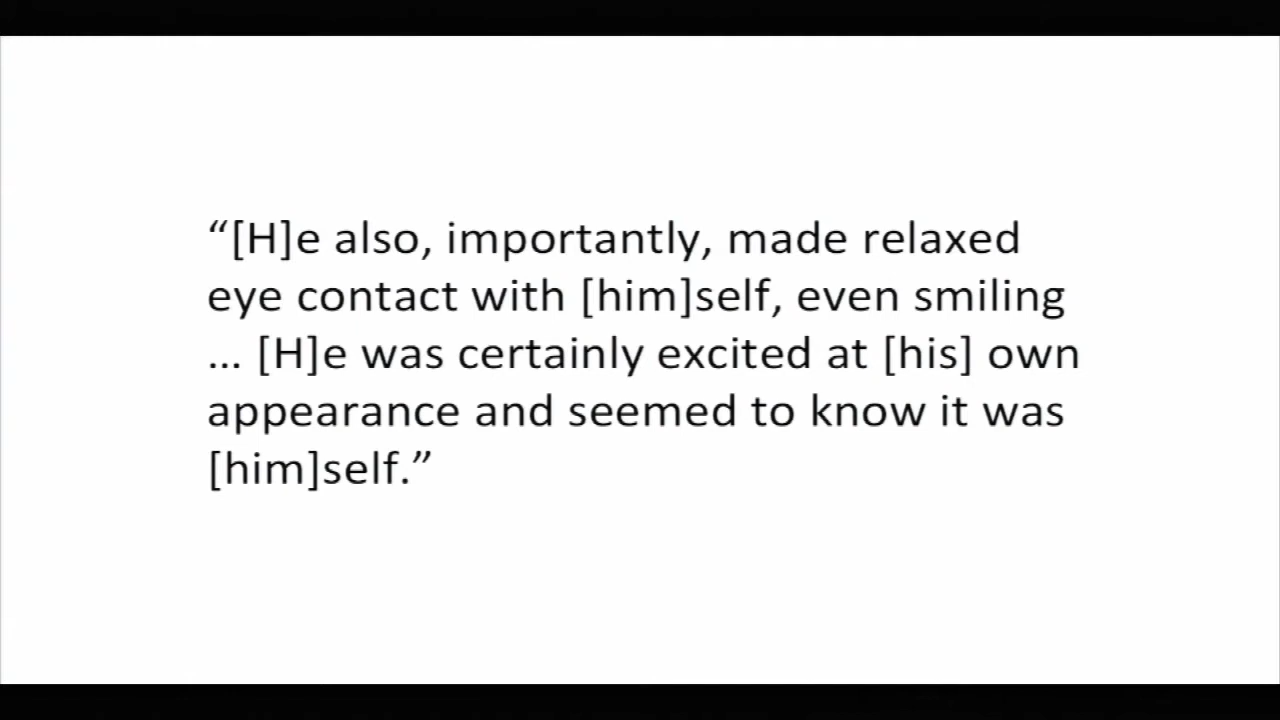 “[H]e also, importantly, made relaxed
eye contact with [him]self, even smiling
... [H]e was certainly excited at [his] own
appearance and seemed to know it was
[him]self.”